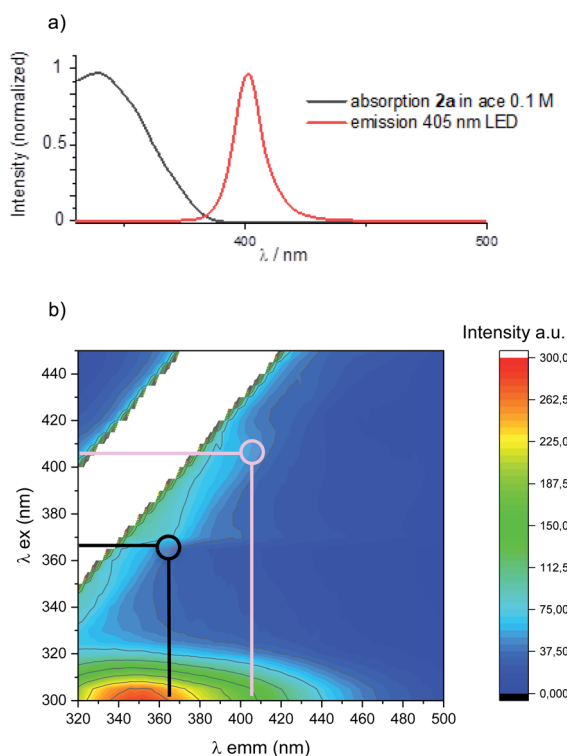 a)
Intensity (normalized)
1
0.5
0
absorption 2a in ace 0.1 M
emission 405 nm LED
400
500
λ / nm
b)
Intensity a.u.
λ ex (nm)
440
420
400
380
360
340
320
300
320 340 360 380 400 420 440 460 480 500
λ emm (nm)
300,0
262,5
225,0
187,5
150,0
112,5
75,00
37,50
0,000